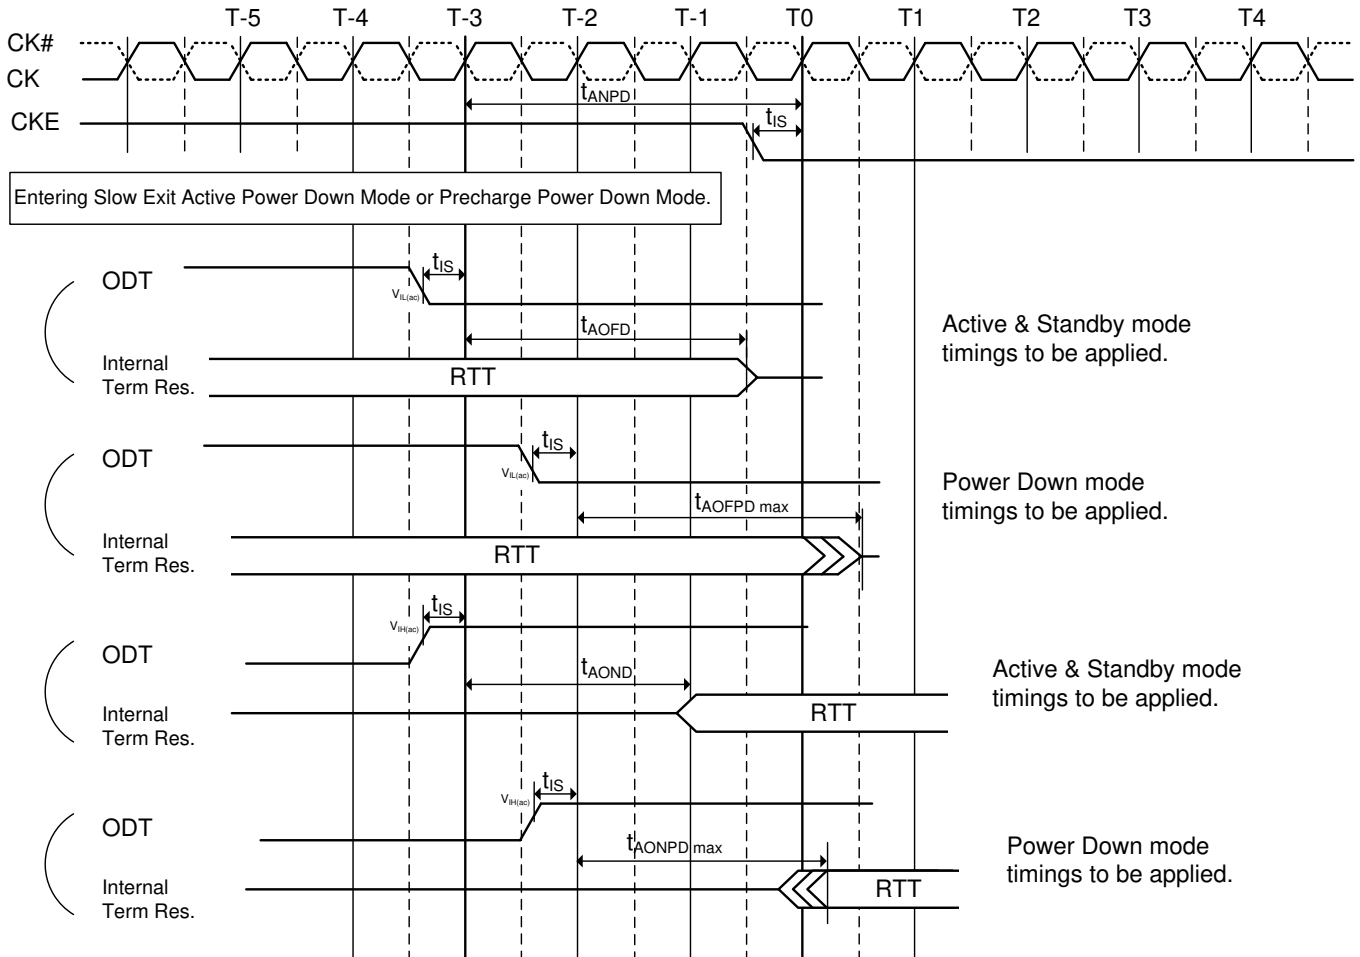 T-5 T-4 T-3 T-2 T-1 T0 T1 T2 T3 T4
CK#
CK
tANPD
CKE
tIS
Entering Slow Exit Active Power Down Mode or Precharge Power Down Mode.
ODT
tIS
VIL(ac)
tAOFD
Internal
Term Res.
RTT
Active & Standby mode
timings to be applied.
ODT
tIS
VIL(ac)
tAOFPD max
Internal
Term Res.
RTT
Power Down mode
timings to be applied.
tIS
VIH(ac)
ODT
tAOND
Internal
Term Res.
RTT
Active & Standby mode
timings to be applied.
tIS
VIH(ac)
ODT
tAONPD max
Internal
Term Res.
RTT
Power Down mode
timings to be applied.